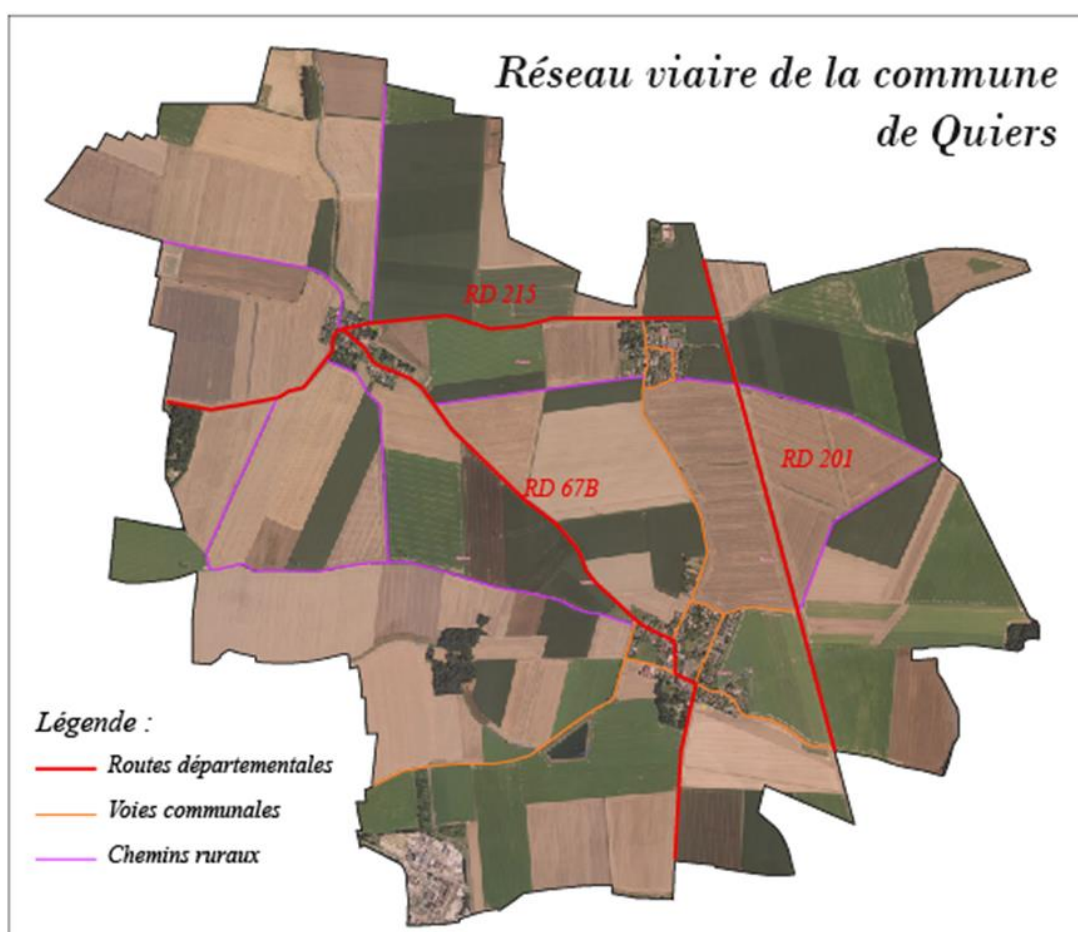 Réseau viaire de la commune
de Quiers
RD 215
RD 201
RD 67B
Légende :
Routes départementales
Voies communales
Chemins ruraux